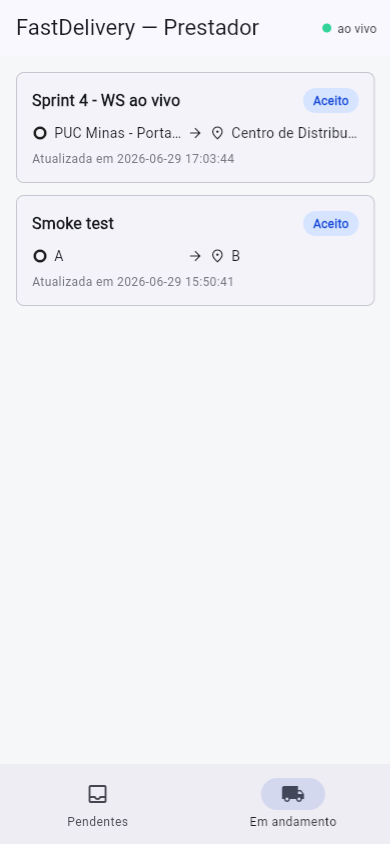 FastDelivery — Prestador
ao vivo
Sprint 4 - WS ao vivo
Aceito
PUC Minas - Porta... → Centro de Distribu...
Atualizada em 2026-06-29 17:03:44
Smoke test
Aceito
A → B
Atualizada em 2026-06-29 15:50:41
Pendentes
Em andamento